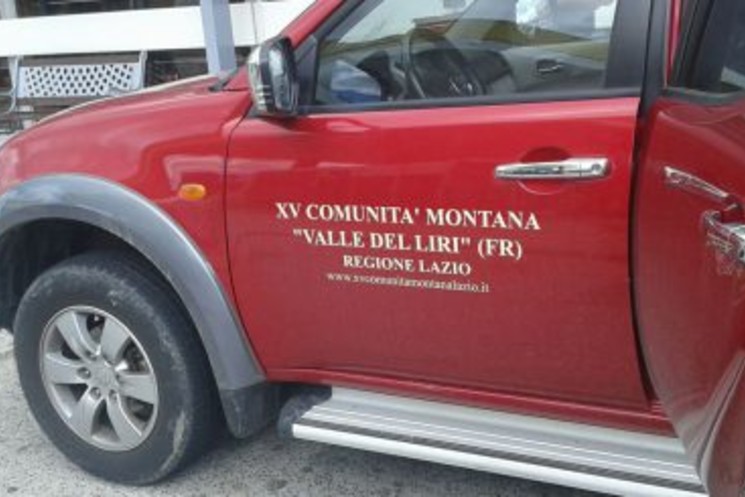 XV COMUNITA' MONTANA
"VALLE DEL LIRI" (FR)
REGIONE LAZIO
www.xvcomunitamontanalazio.it